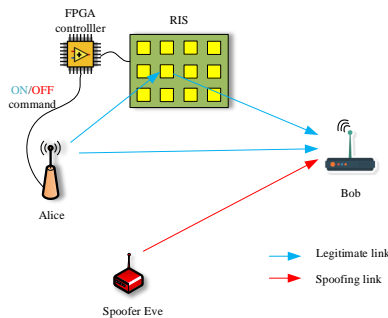 FPGA
controlller
RIS
ON/OFF
command
Alice
Bob
Legitimate link
Spoofing link
Spoofer Eve